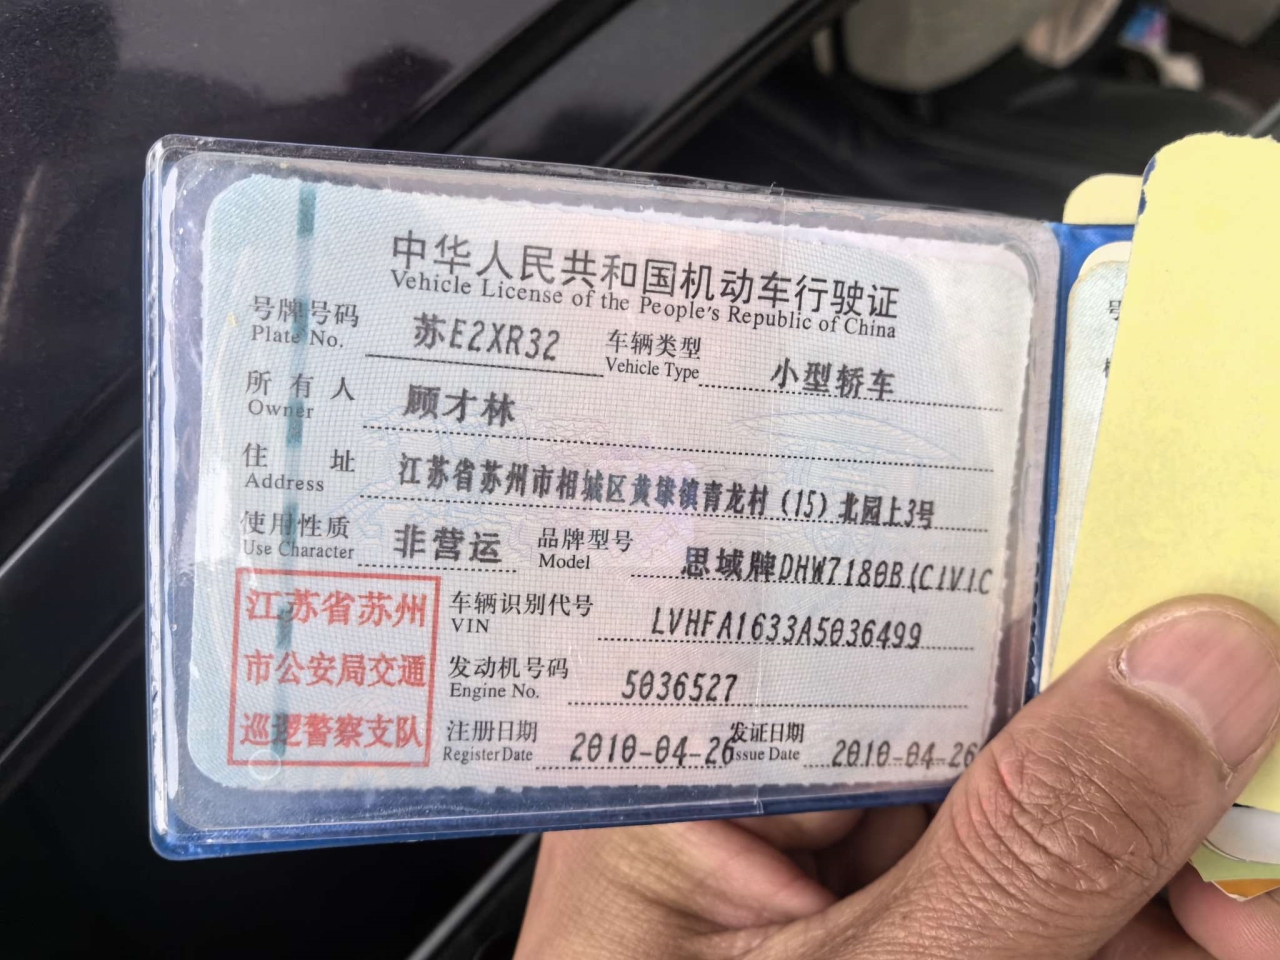 中华人民共和国机动车行驶证
Vehicle License of the People's Republic of China
号牌号码 苏E2XR32 车辆类型 小型轿车
Plate No. Vehicle Type
所有人 顾才林
Owner
住址 江苏省苏州市相城区黄埭镇青龙村（15）北园上3号
Address
使用性质 非营运 品牌型号 思域牌DHW7180B(CIVIC
Use Character Model
江苏省苏州
市公安局交通
巡逻警察支队
车辆识别代号 LVHFA1633A5036499
VIN
发动机号码 5036527
Engine No.
注册日期 2010-04-26 发证日期 2010-04-26
Register Date Issue Date